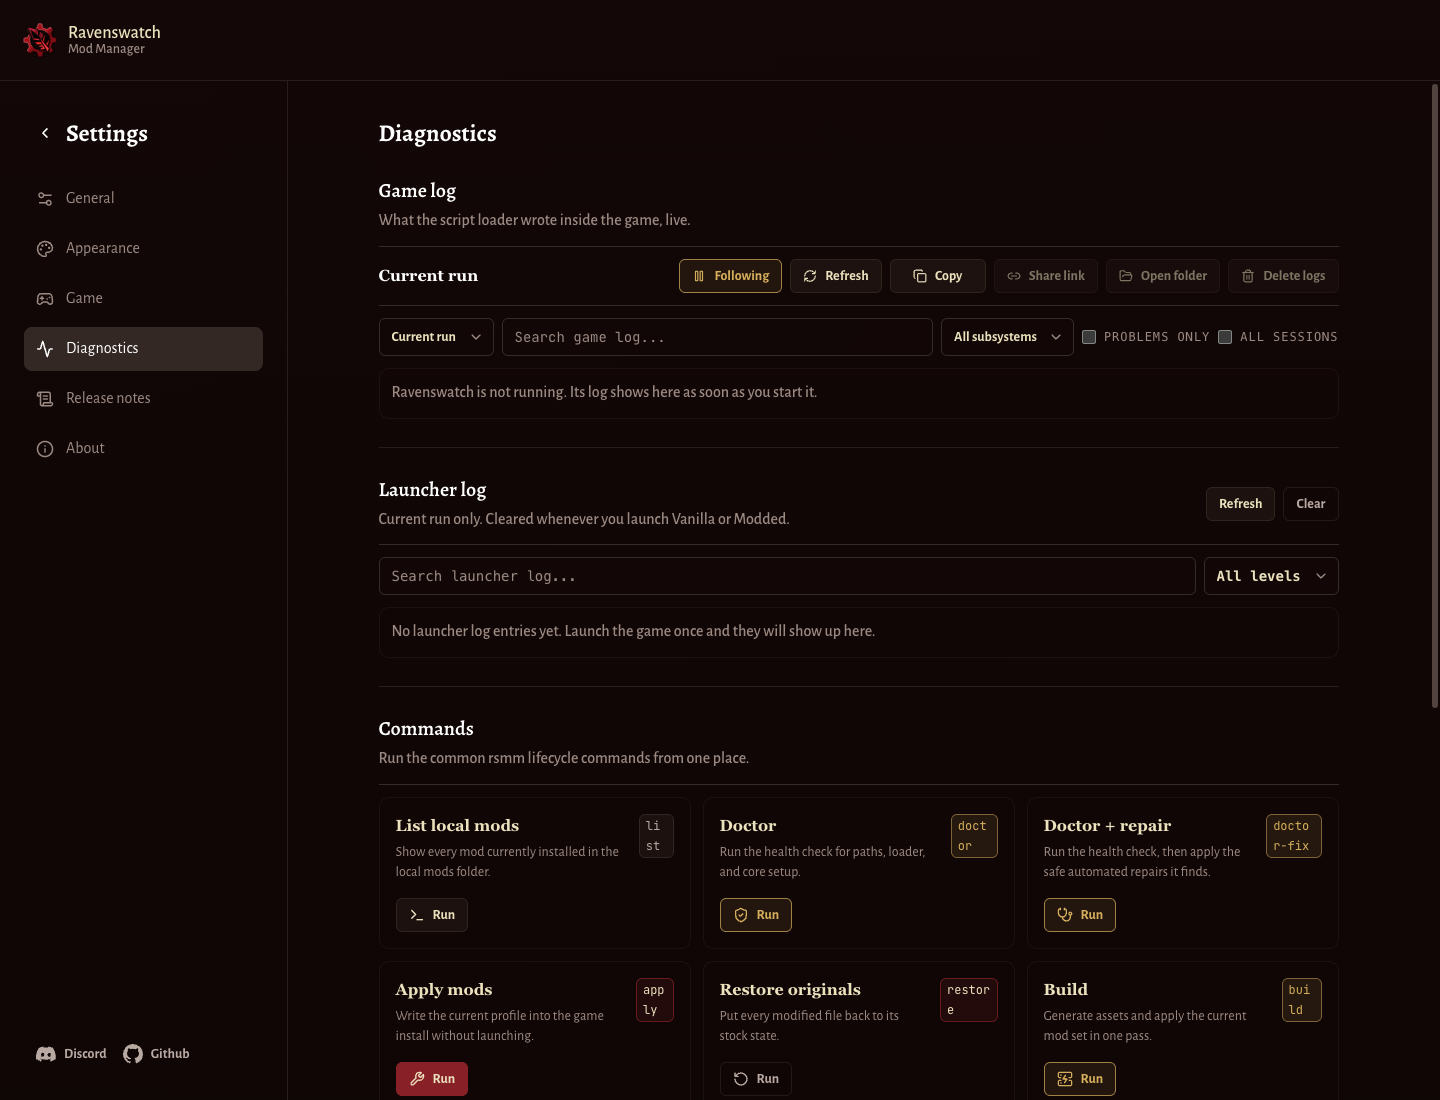 Ravenswatch
Mod Manager
Settings
General
Appearance
Game
Diagnostics
Release notes
About
Discord
Github
Diagnostics
Game log
What the script loader wrote inside the game, live.
Current run
Following
Refresh
Copy
Share link
Open folder
Delete logs
Current run
Search game log...
All subsystems
PROBLEMS ONLY
ALL SESSIONS
Ravenswatch is not running. Its log shows here as soon as you start it.
Launcher log
Current run only. Cleared whenever you launch Vanilla or Modded.
Refresh
Clear
Search launcher log...
All levels
No launcher log entries yet. Launch the game once and they will show up here.
Commands
Run the common rsmm lifecycle commands from one place.
List local mods
li
st
Show every mod currently installed in the
local mods folder.
Run
Doctor
doct
or
Run the health check for paths, loader,
and core setup.
Run
Doctor + repair
docto
r-fix
Run the health check, then apply the
safe automated repairs it finds.
Run
Apply mods
app
ly
Write the current profile into the game
install without launching.
Run
Restore originals
restor
e
Put every modified file back to its
stock state.
Run
Build
bui
ld
Generate assets and apply the current
mod set in one pass.
Run